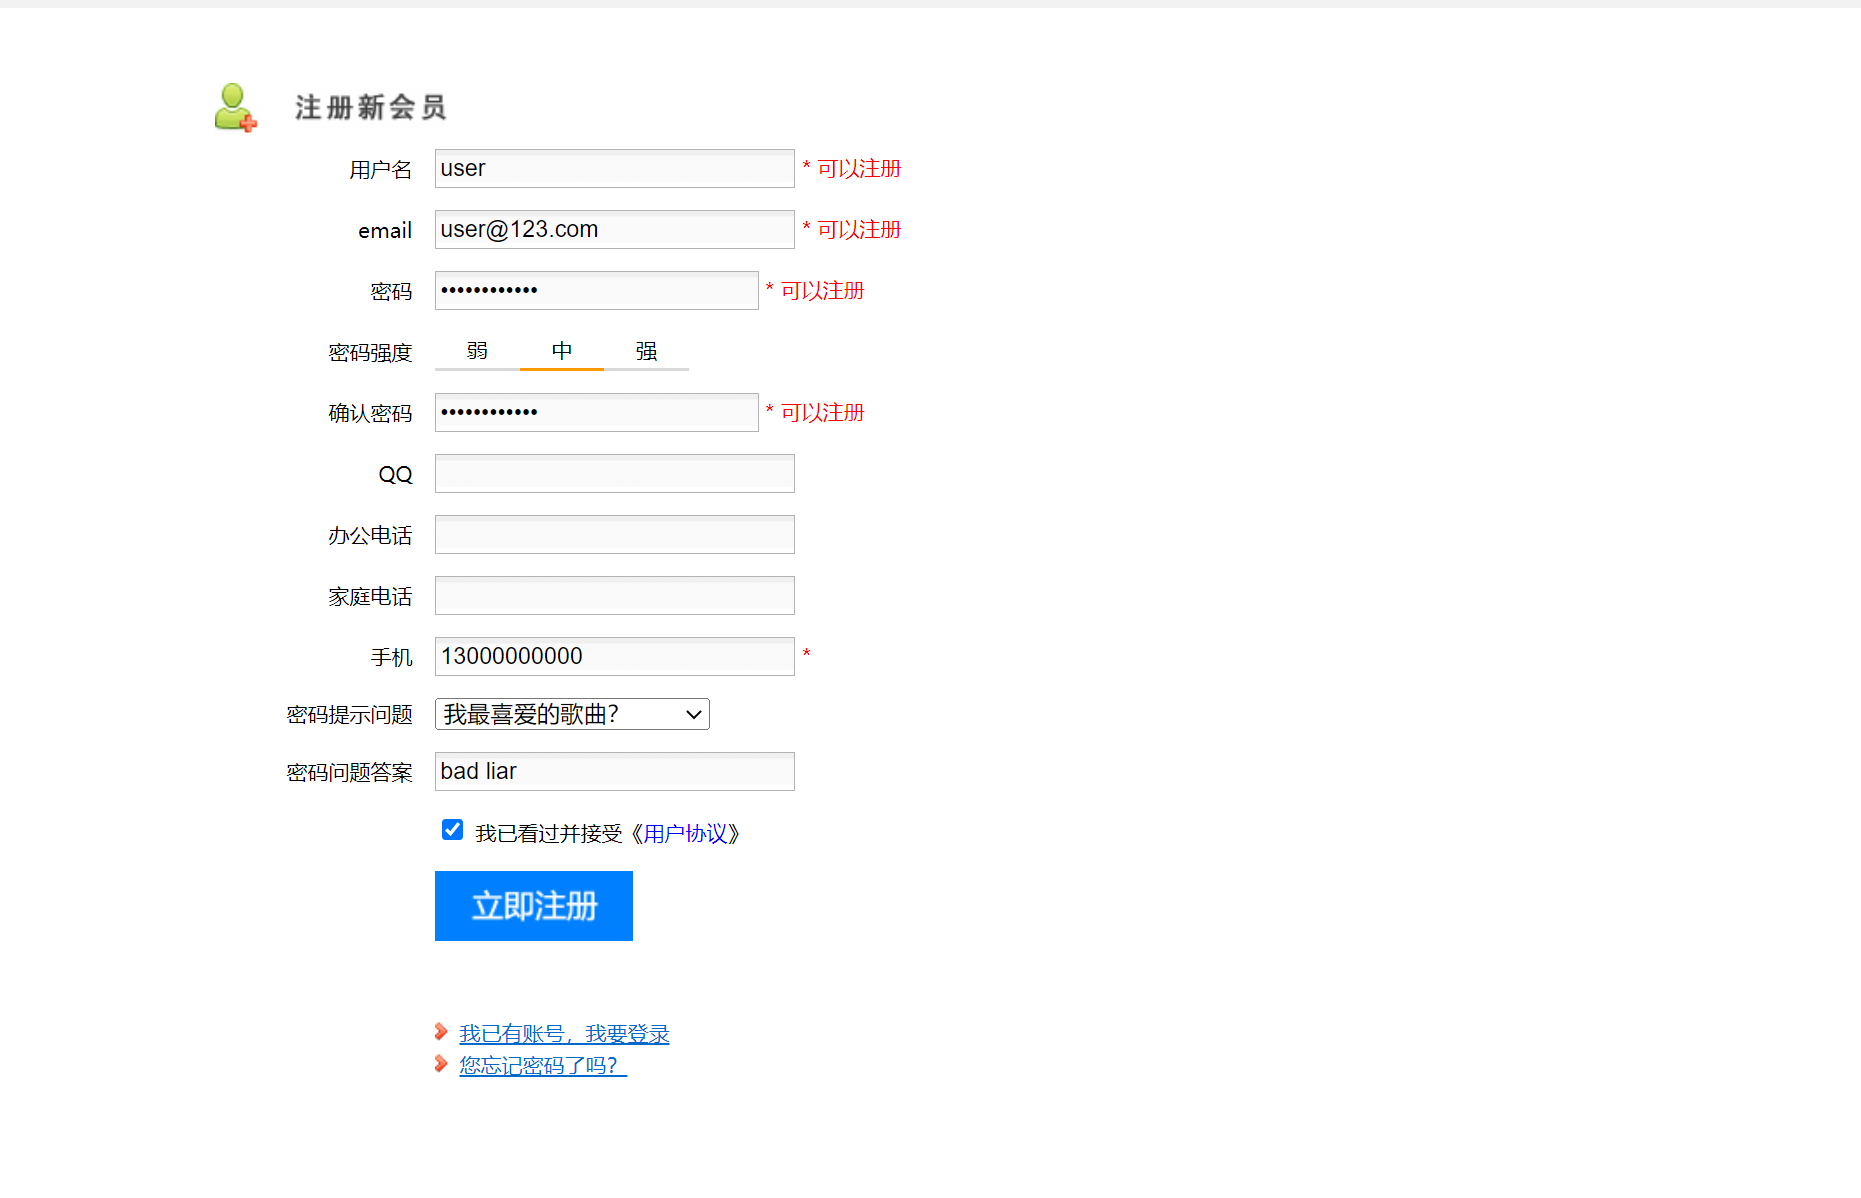 注册新会员
用户名 user * 可以注册
email user@123.com * 可以注册
密码 •••••••••••• * 可以注册
密码强度 弱 中 强
确认密码 •••••••••••• * 可以注册
QQ
办公电话
家庭电话
手机 13000000000 *
密码提示问题 我最喜爱的歌曲？
密码问题答案 bad liar
我已看过并接受《用户协议》
立即注册
我已有账号，我要登录
您忘记密码了吗？